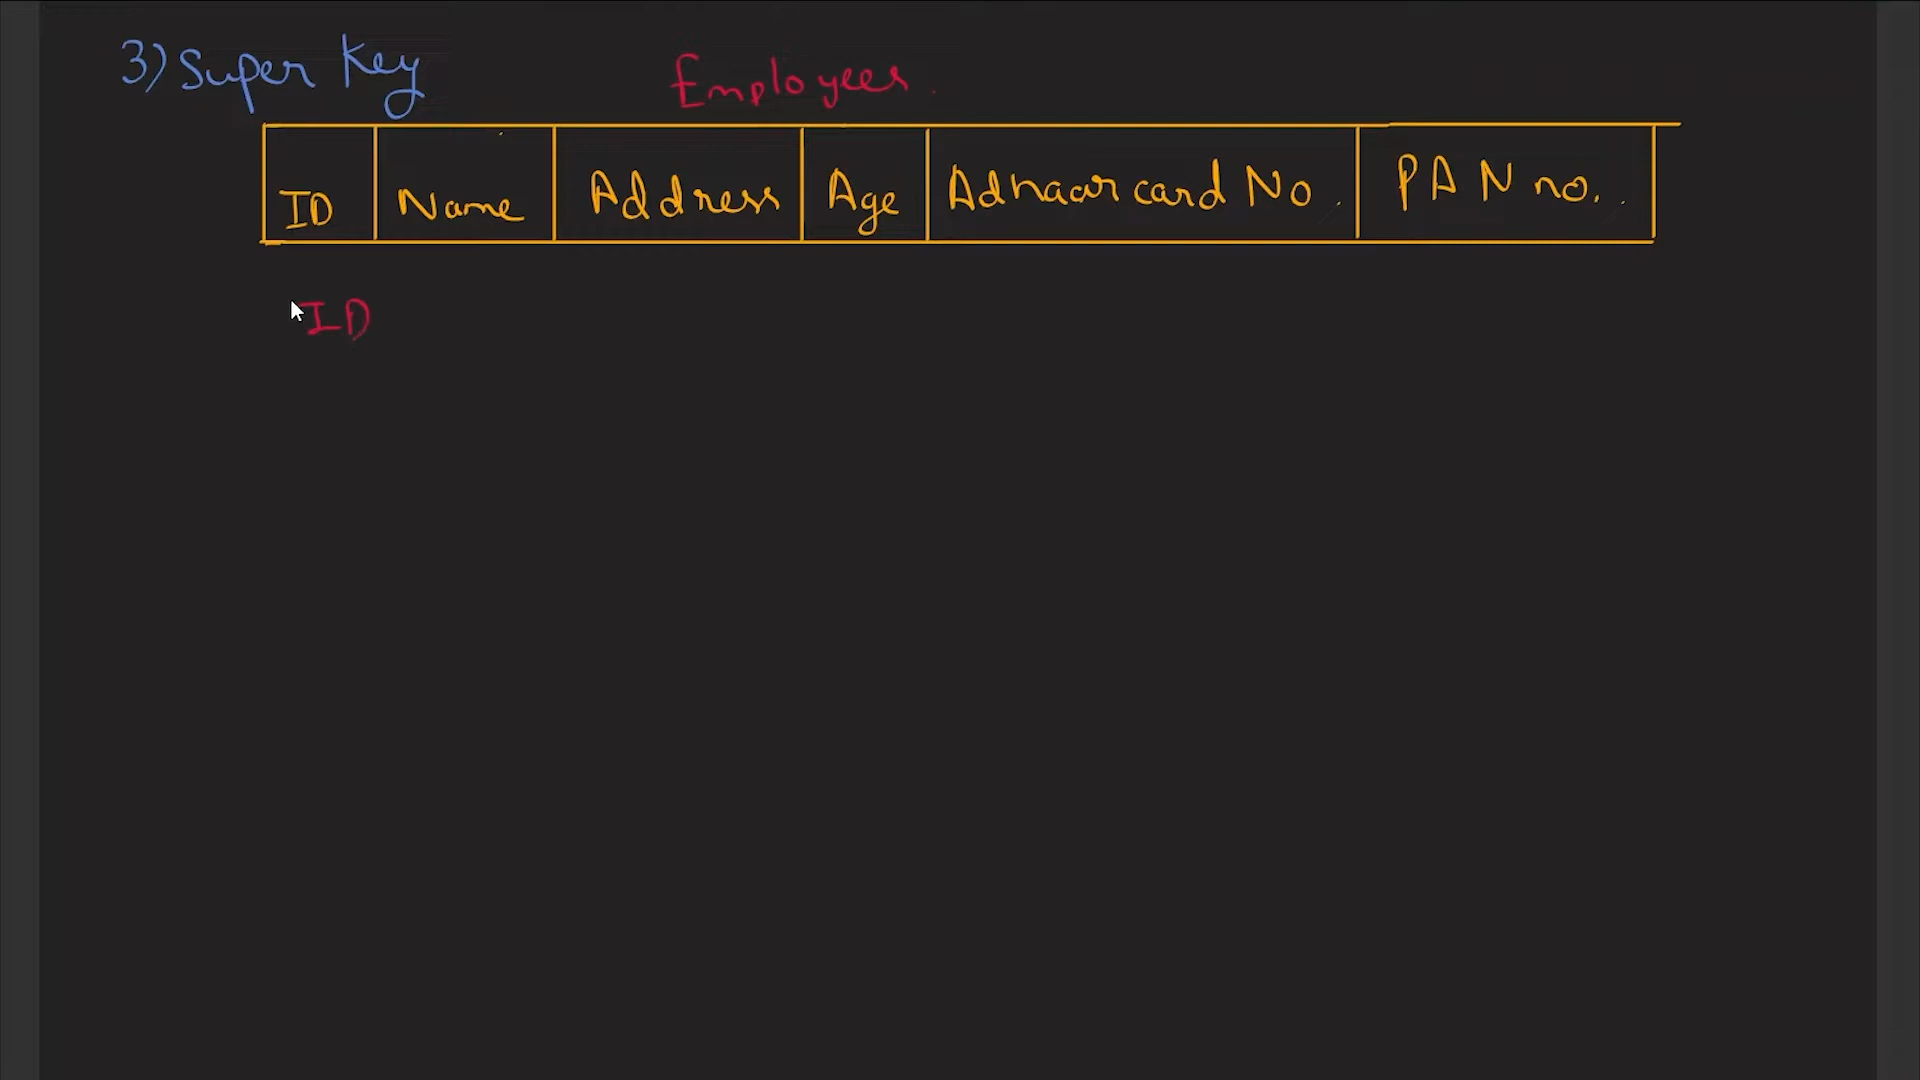 3) Super Key
Employees.
ID Name Address Age Adhaar card No. PAN no.
ID